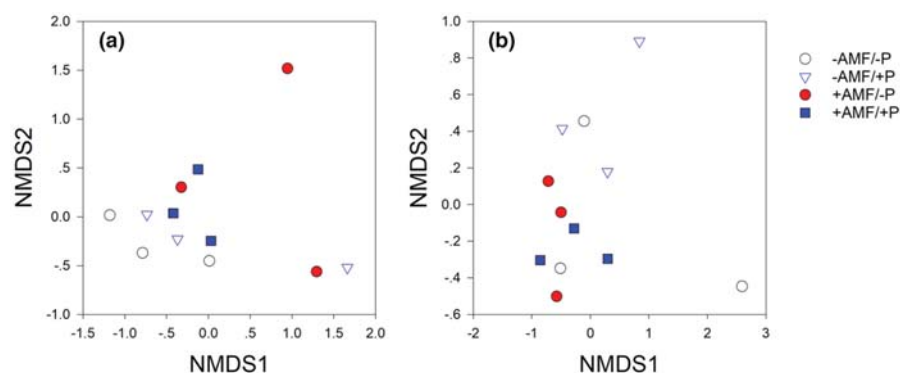 (a)
NMDS2
2.0
1.5
1.0
.5
0.0
-.5
-1.0
-1.5 -1.0 -0.5 0.0 .5 1.0 1.5 2.0
NMDS1
(b)
NMDS2
1.0
.8
.6
.4
.2
0.0
-.2
-.4
-.6
-2 -1 0 1 2 3
NMDS1
-AMF/-P
-AMF/+P
+AMF/-P
+AMF/+P